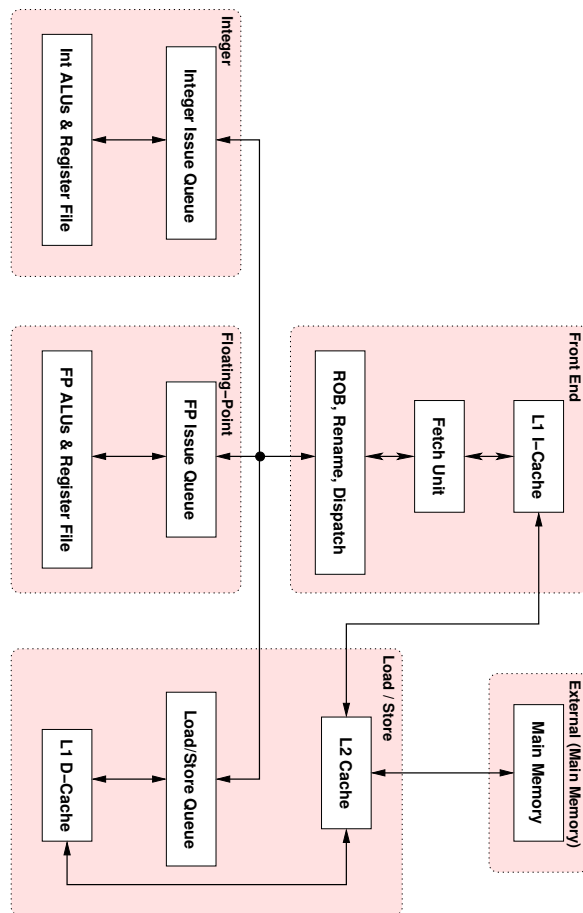 Front End
L1 I-Cache
Fetch Unit
ROB, Rename, Dispatch
External (Main Memory)
Main Memory
Integer
Integer Issue Queue
Int ALUs & Register File
Floating-Point
FP Issue Queue
FP ALUs & Register File
Load / Store
L2 Cache
Load/Store Queue
L1 D-Cache